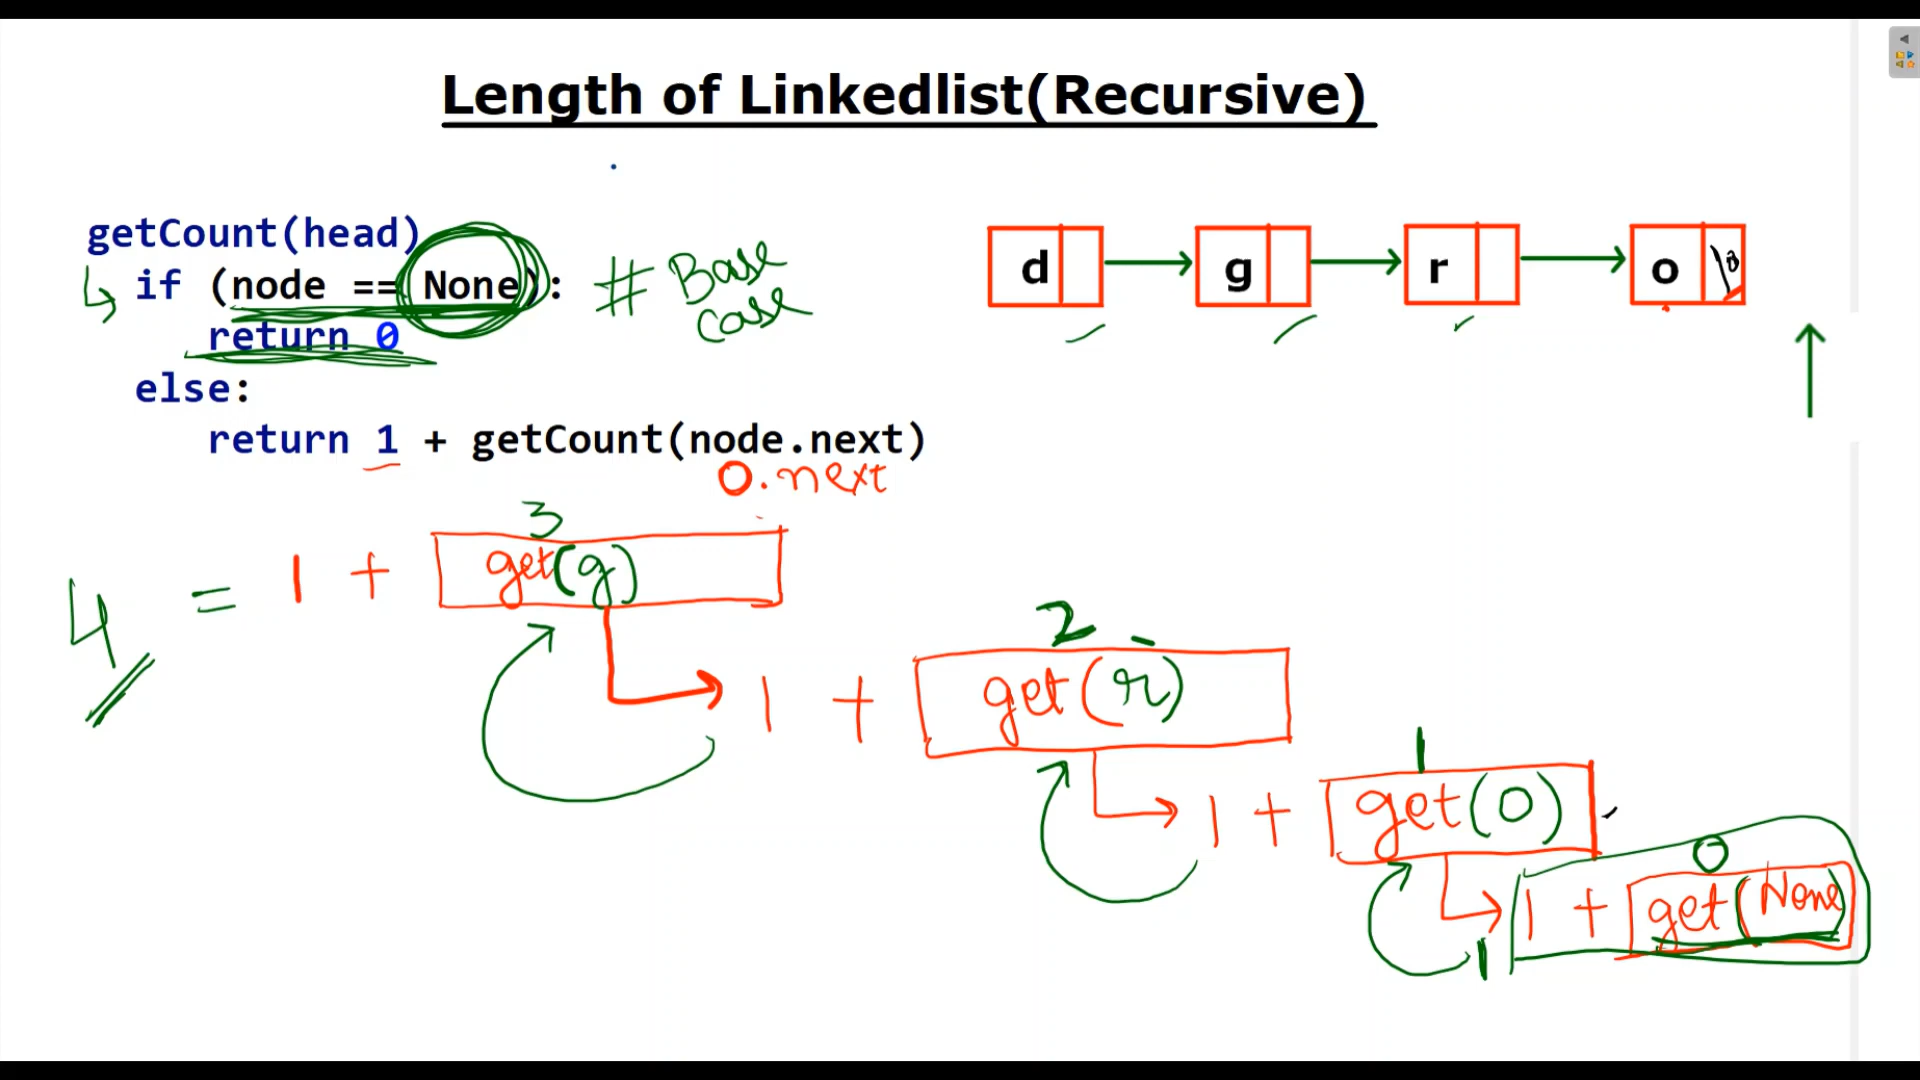 Length of Linkedlist(Recursive)
getCount(head)
if (node == None):
# Base case
return 0
else:
return 1 + getCount(node.next)
o.next
d
g
r
o
3
4 = 1 + get(g)
2
1 + get(r)
1
1 + get(o)
0
1 + get(None)
1